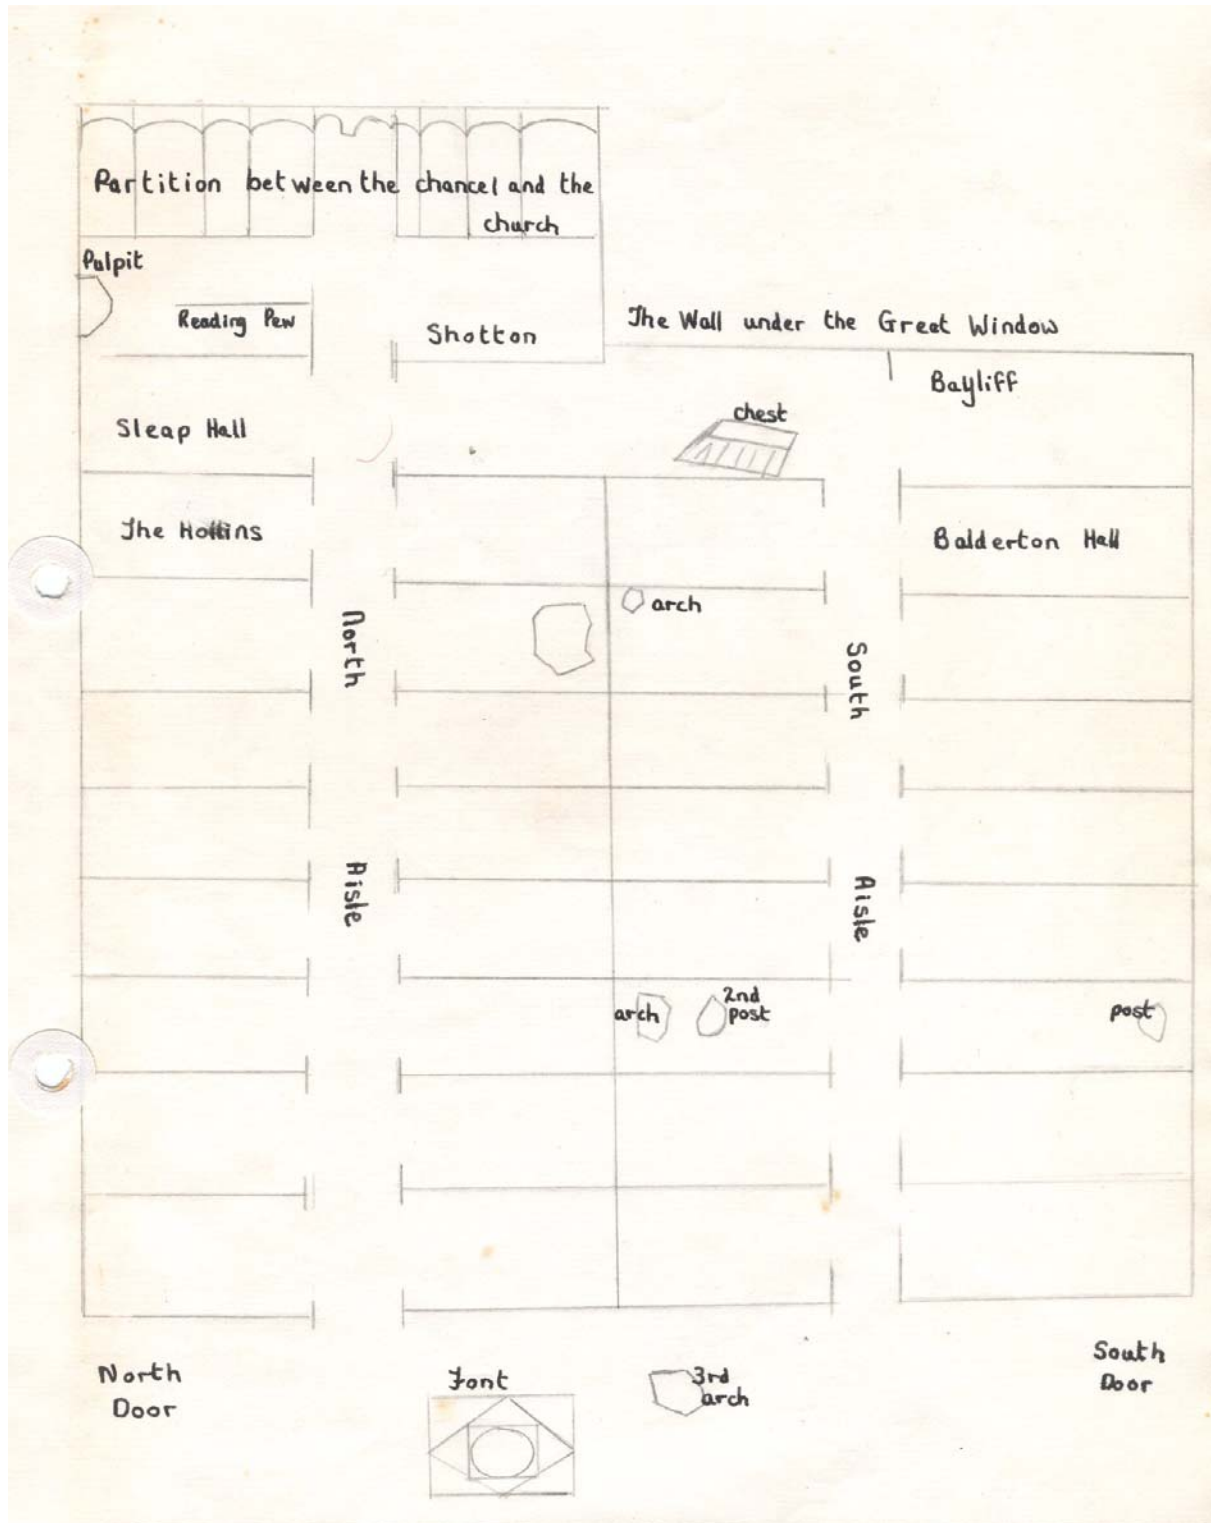 Partition between the chancel and the
church
Pulpit
Reading Pew
Shotton
The Wall under the Great Window
Bayliff
chest
Sleap Hall
The Hollins
Balderton Hall
arch
North
Aisle
South
Aisle
arch
2nd
post
post
North
Door
Font
3rd
arch
South
Door